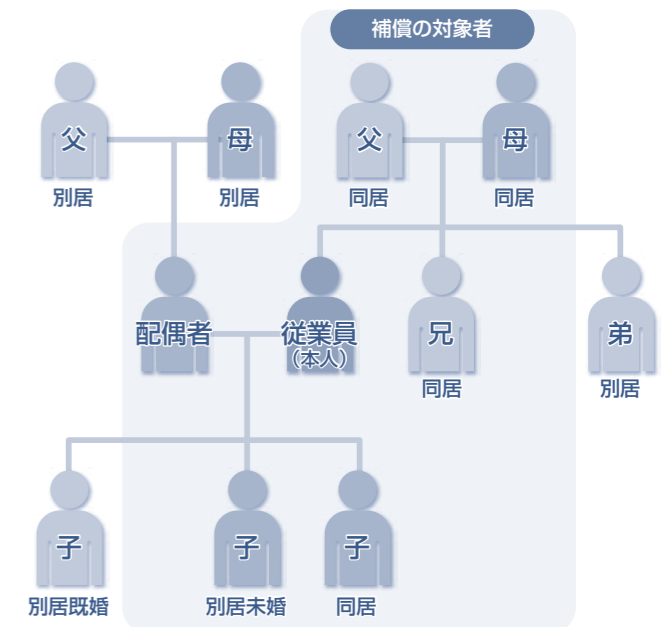 補償の対象者
父
母
父
母
別居
別居
同居
同居
配偶者
従業員
（本人）
兄
弟
同居
別居
子
子
子
別居既婚
別居未婚
同居